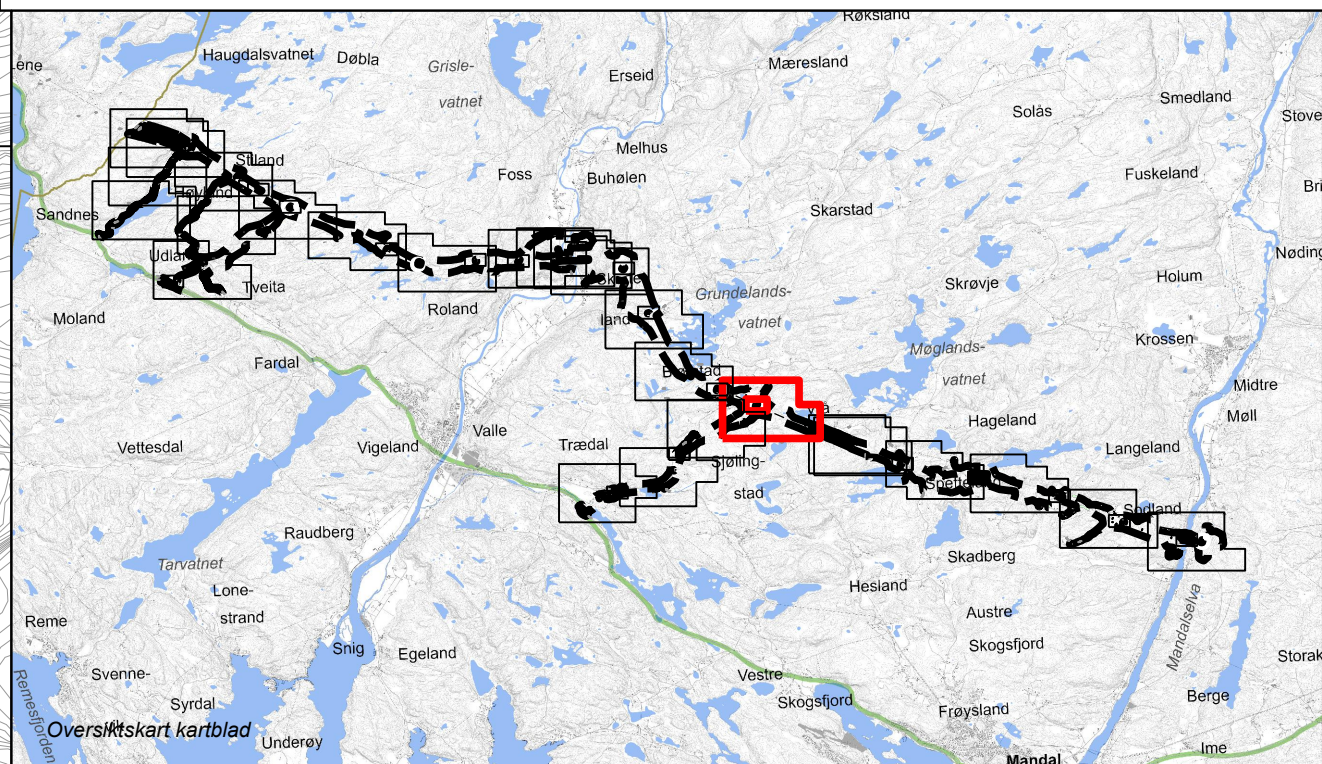 Røksland
Haugdalsvatnet
Døbla
Grisle-
vatnet
Erseid
Mæresland
Solås
Smedland
Stove
Melhus
Foss
Buhølen
Fuskeland
Bri
Sandnes
Skarstad
Nøding
Tveita
Roland
Grundelands-
vatnet
Skrøvje
Holum
Moland
land
Fardal
Møglands-
vatnet
Krossen
Midtre
Møll
Vettesdal
Vigeland
Valle
Trædal
Hageland
Langeland
Sjøling-
stad
Sodland
Raudberg
Tarvatnet
Lone-
strand
Skadberg
Hesland
Austre
Skogsfjord
Reme
Snig
Egeland
Mandalselva
Storak
Svenne-
Remesfjorden
Syrdal
Vestre
Skogsfjord
Frøysland
Berge
Oversiktskart kartblad
Underøy
Ime
Mandal